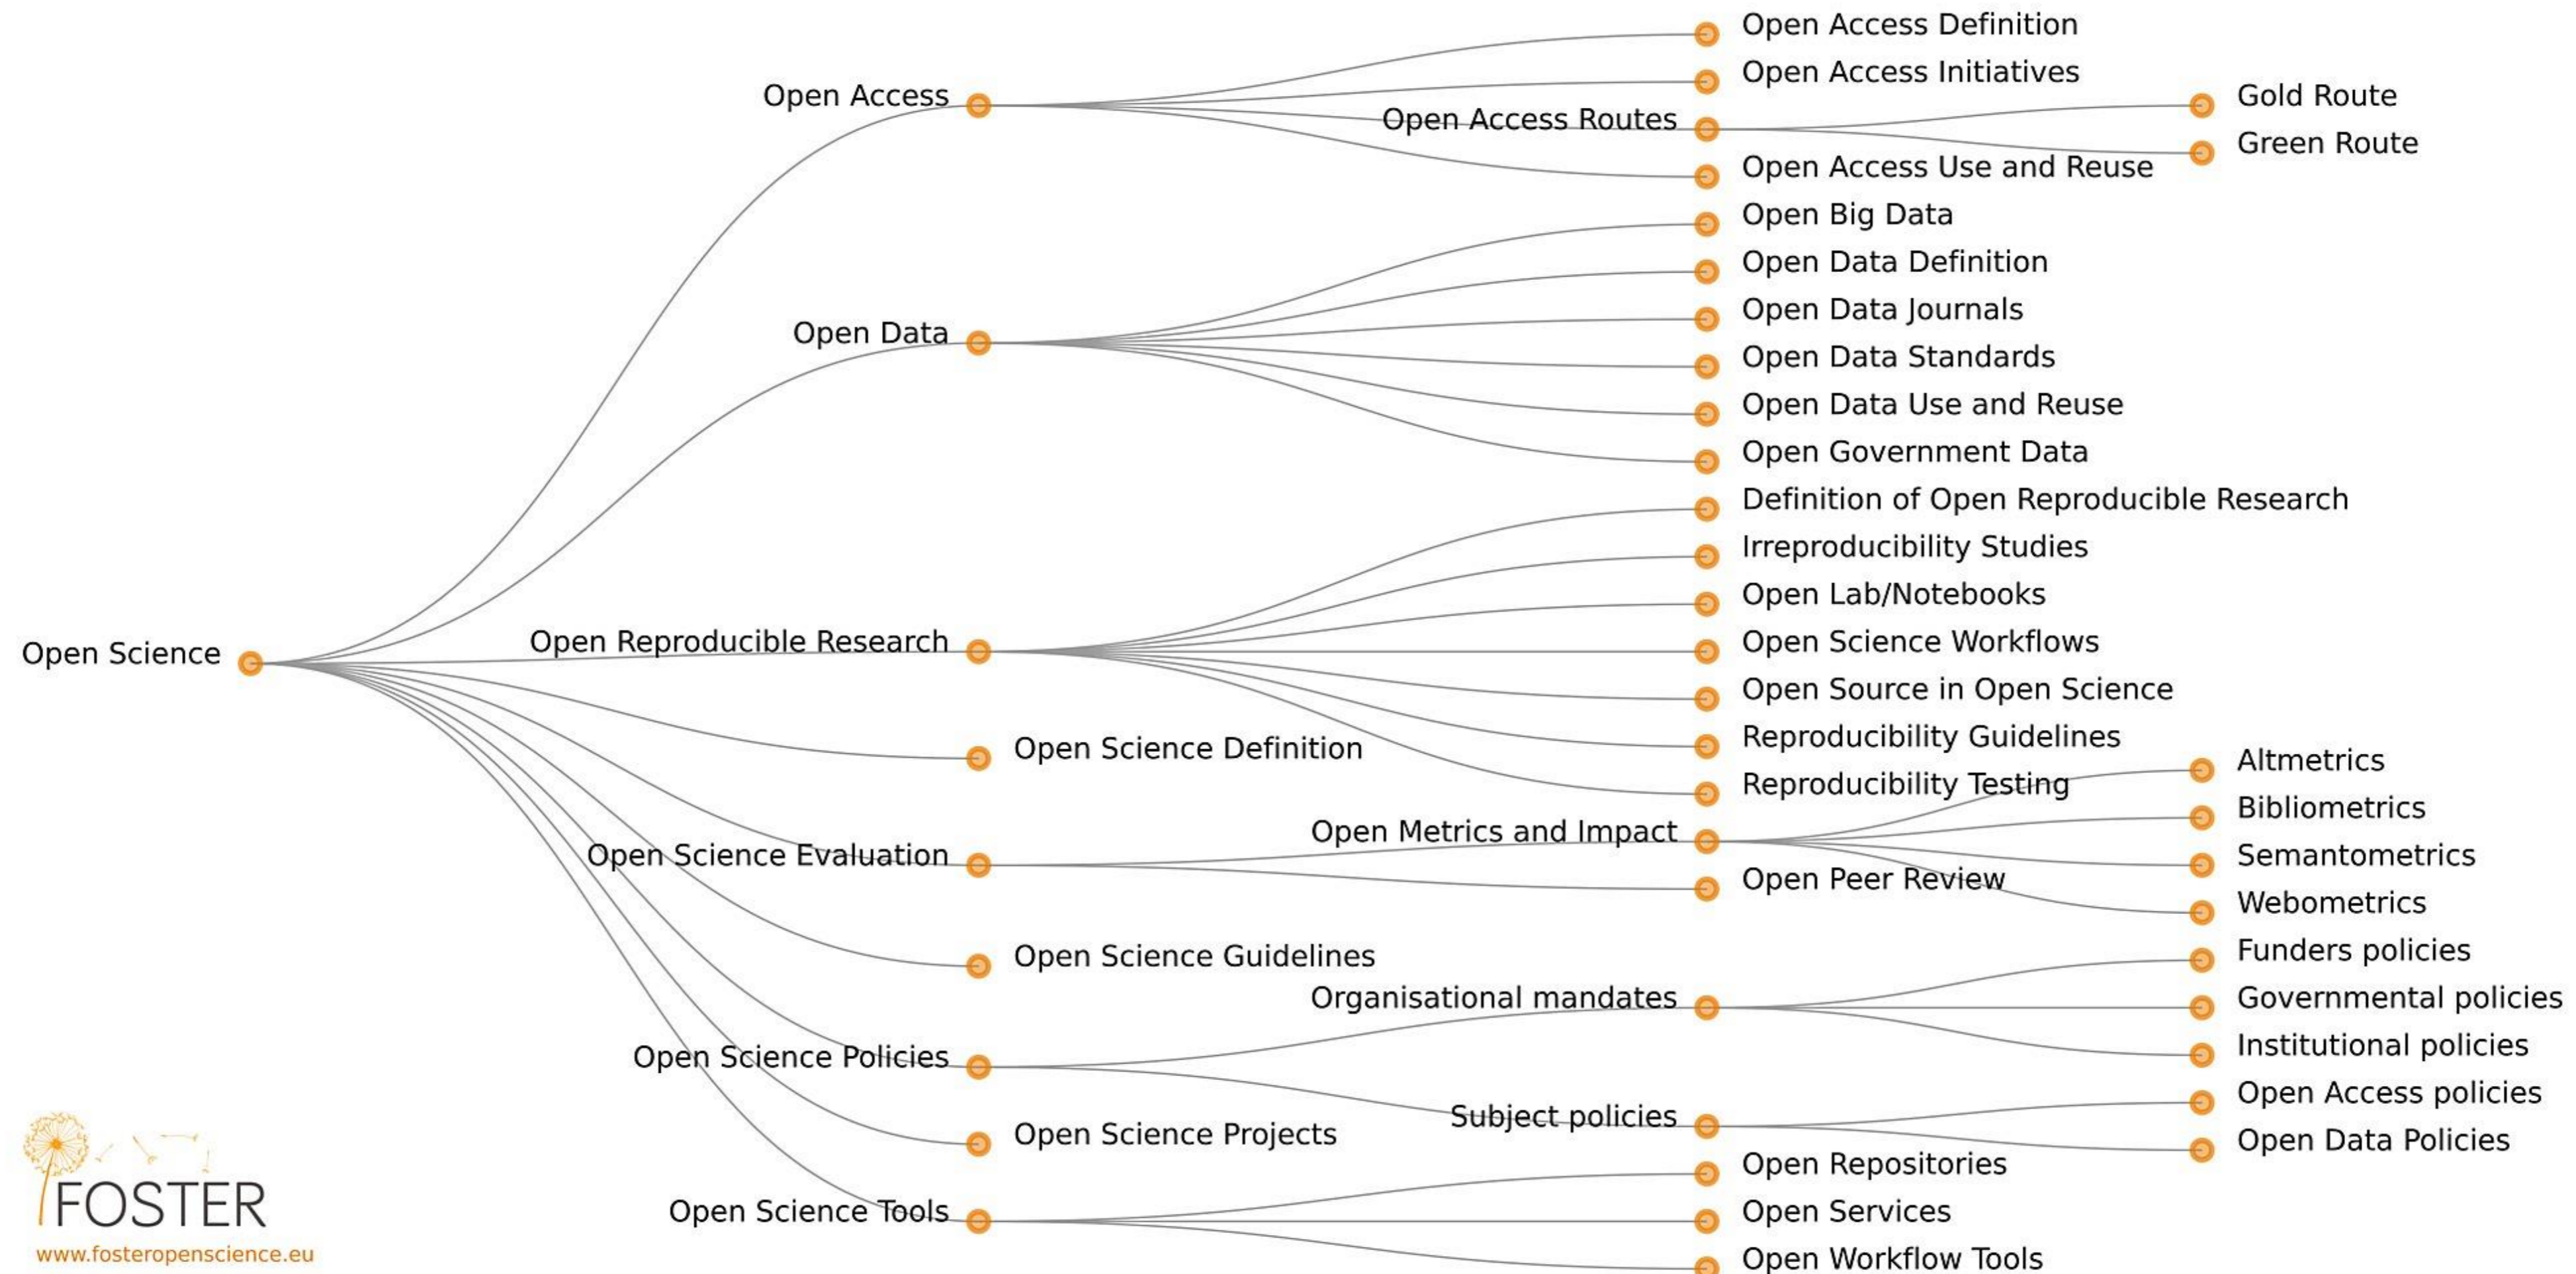 Open Science
Open Access
Open Access Definition
Open Access Initiatives
Open Access Routes
Gold Route
Green Route
Open Access Use and Reuse
Open Data
Open Big Data
Open Data Definition
Open Data Journals
Open Data Standards
Open Data Use and Reuse
Open Government Data
Open Reproducible Research
Definition of Open Reproducible Research
Irreproducibility Studies
Open Lab/Notebooks
Open Science Workflows
Open Source in Open Science
Reproducibility Guidelines
Reproducibility Testing
Open Science Definition
Open Science Evaluation
Open Metrics and Impact
Altmetrics
Bibliometrics
Semantometrics
Webometrics
Open Peer Review
Open Science Guidelines
Open Science Policies
Organisational mandates
Funders policies
Governmental policies
Institutional policies
Subject policies
Open Access policies
Open Data Policies
Open Science Projects
Open Science Tools
Open Repositories
Open Services
Open Workflow Tools
FOSTER
www.fosteropenscience.eu